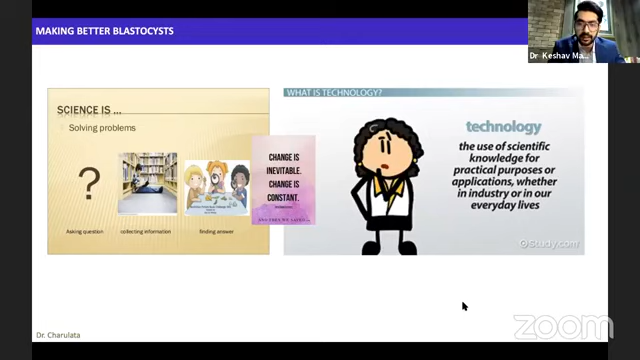 MAKING BETTER BLASTOCYSTS
Dr Keshav Ma...
SCIENCE IS ...
Solving problems
?
Asking question
collecting information
finding answer
CHANGE IS
INEVITABLE.
CHANGE IS
CONSTANT.
WHAT IS TECHNOLOGY?
technology
the use of scientific
knowledge for
practical purposes or
applications, whether
in industry or in our
everyday lives
Study.com
Dr. Charulata
zoom